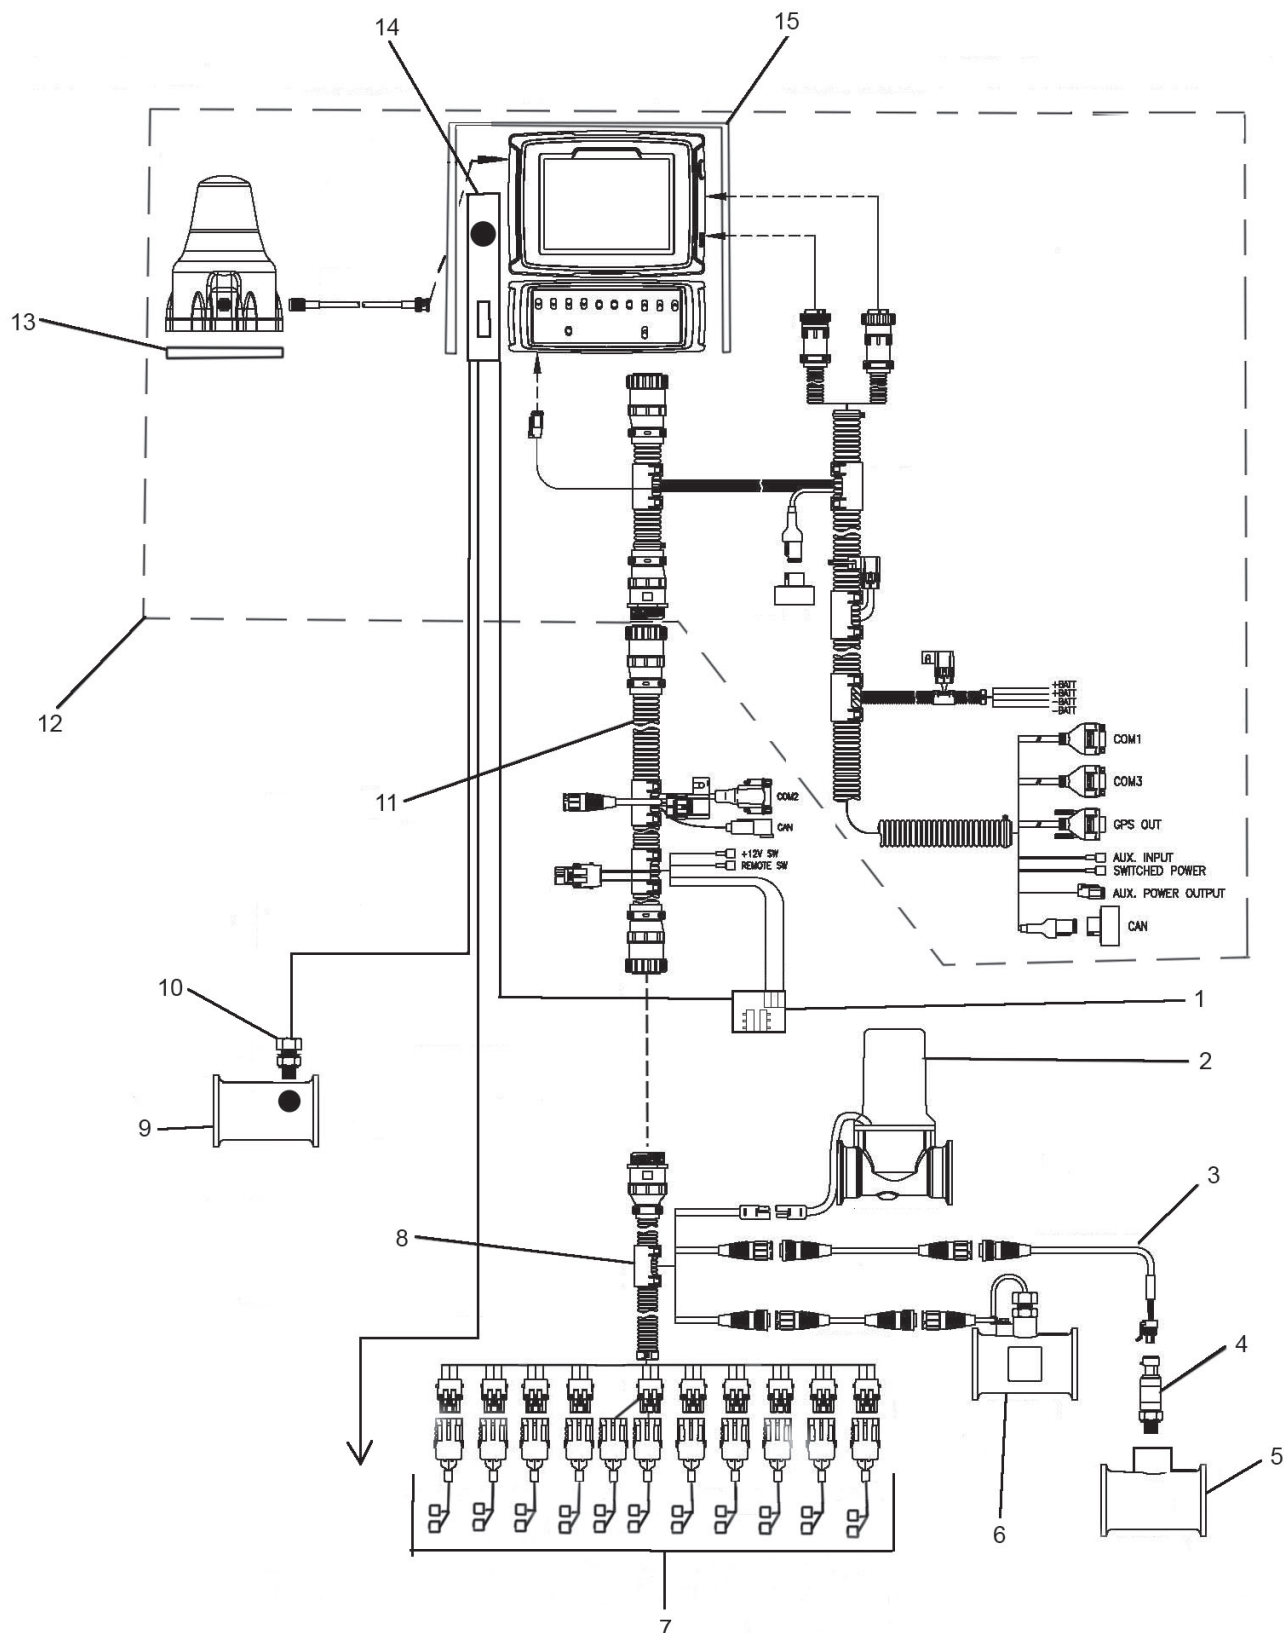 14
15
13
+BATT
+BATT
-BATT
-BATT
12
COM1
COM3
11
COM2
GPS OUT
CAN
+12V SW
AUX. INPUT
REMOTE SW
SWITCHED POWER
AUX. POWER OUTPUT
CAN
10
1
2
9
3
8
4
5
6
7